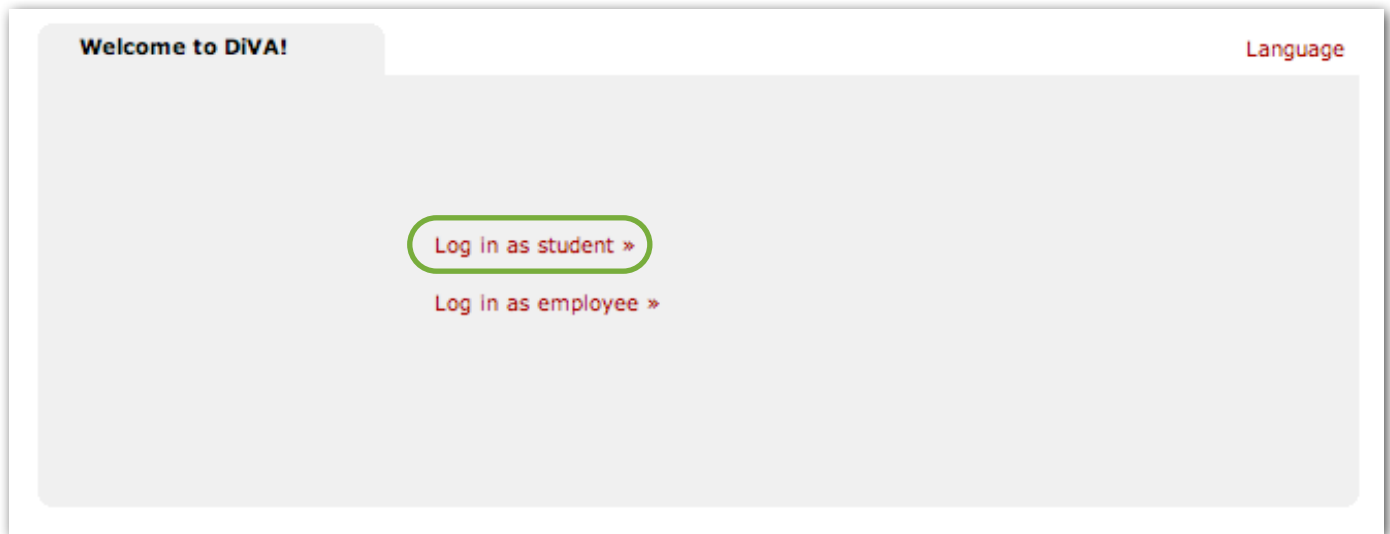 Welcome to DiVA!
Language
Log in as student »
Log in as employee »